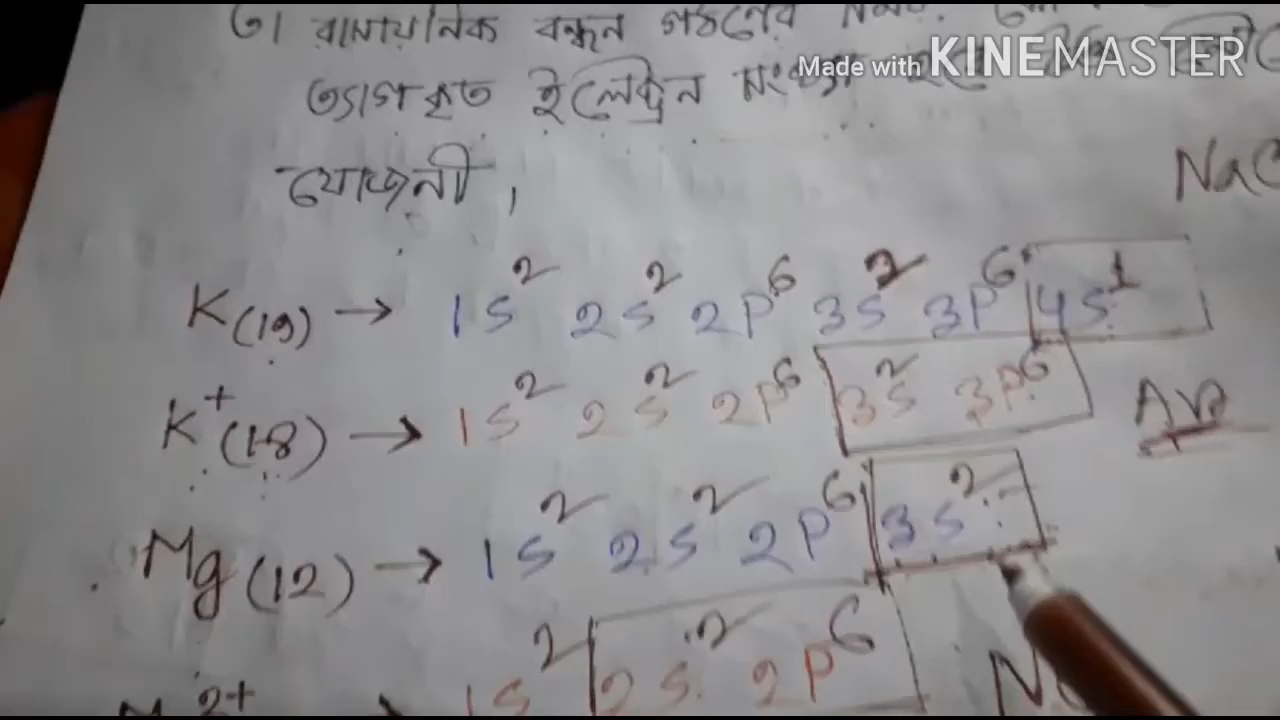 ৩। রাসায়নিক বন্ধন গঠনের সময়
Made with KINEMASTER
ত্যাগকৃত ইলেক্ট্রন সংখ্যা
যোজনী,
K(19) → 1s² 2s² 2p⁶ 3s² 3p⁶ 4s¹
K⁺(18) → 1s² 2s² 2p⁶ 3s² 3p⁶ Ar
Mg(12) → 1s² 2s² 2p⁶ 3s²
1s² 2s² 2p⁶